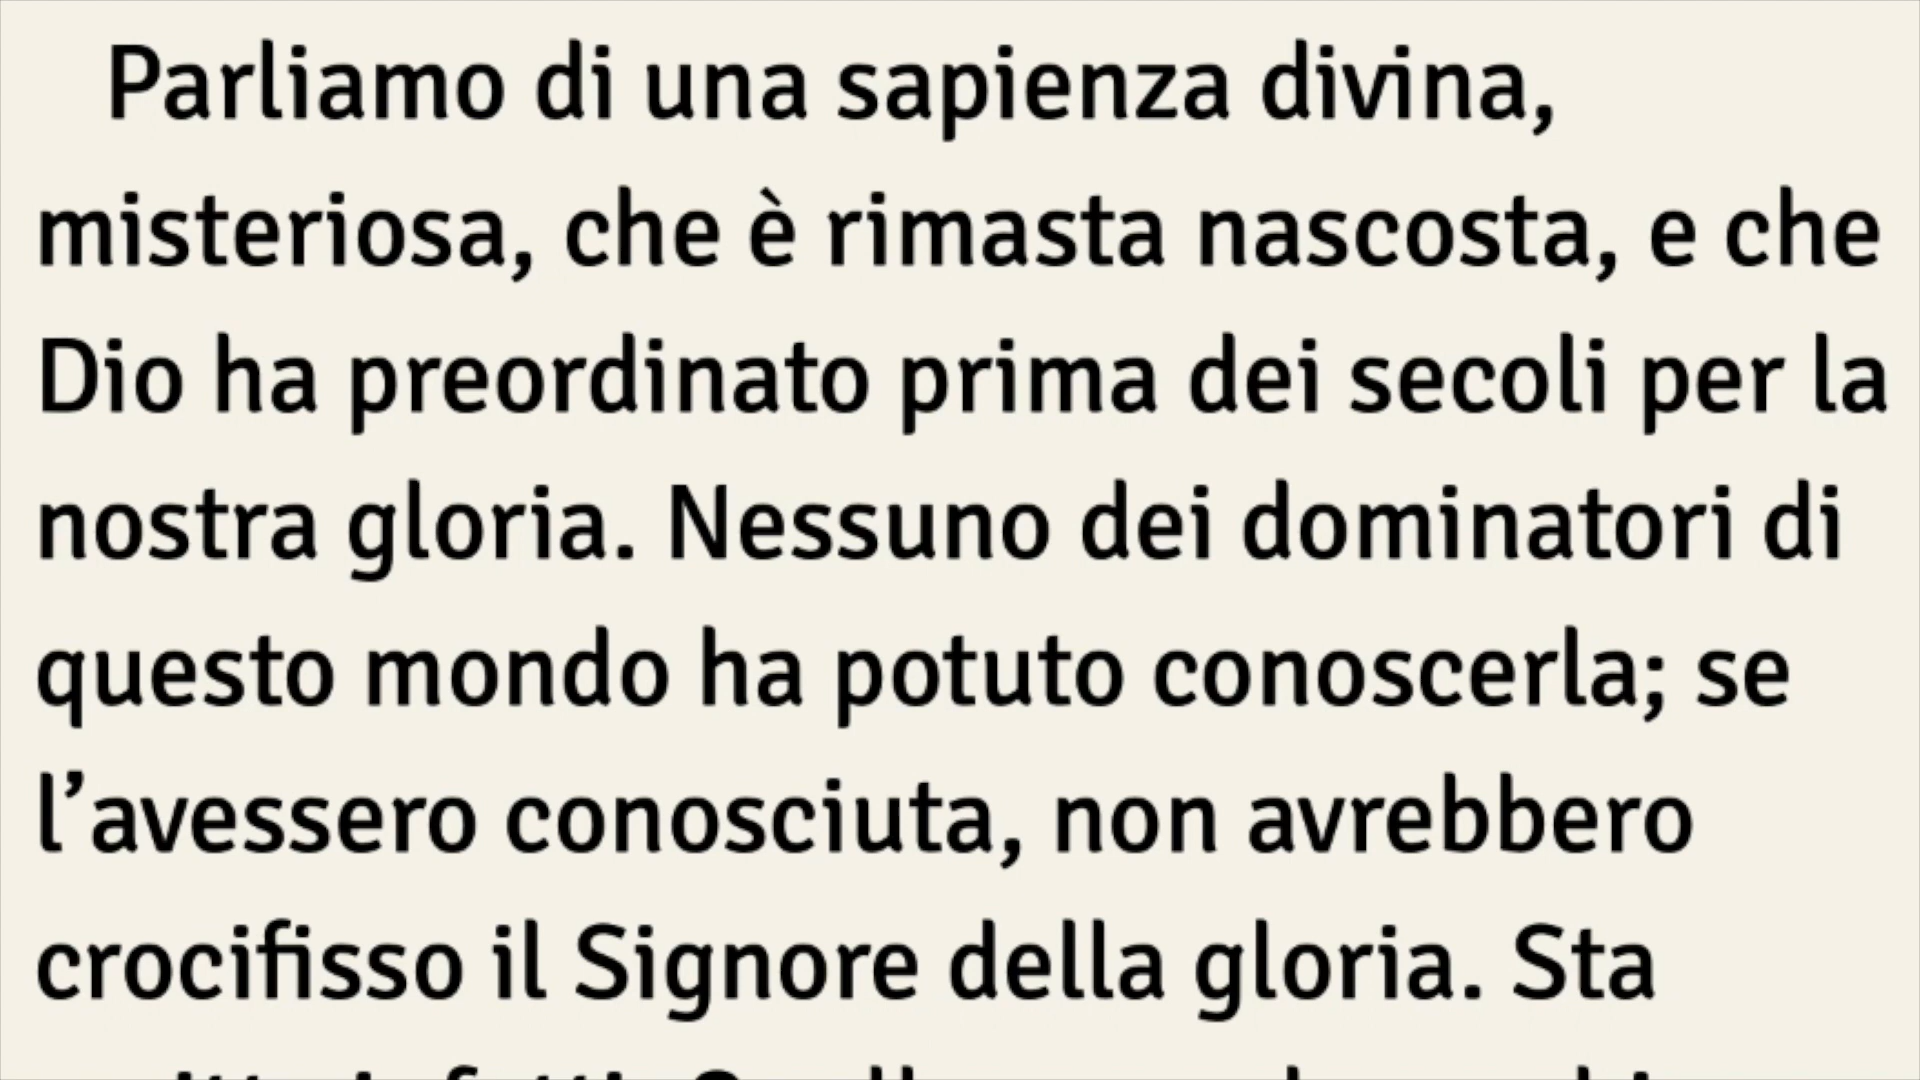 Parliamo di una sapienza divina,
misteriosa, che è rimasta nascosta, e che
Dio ha preordinato prima dei secoli per la
nostra gloria. Nessuno dei dominatori di
questo mondo ha potuto conoscerla; se
l’avessero conosciuta, non avrebbero
crocifisso il Signore della gloria. Sta